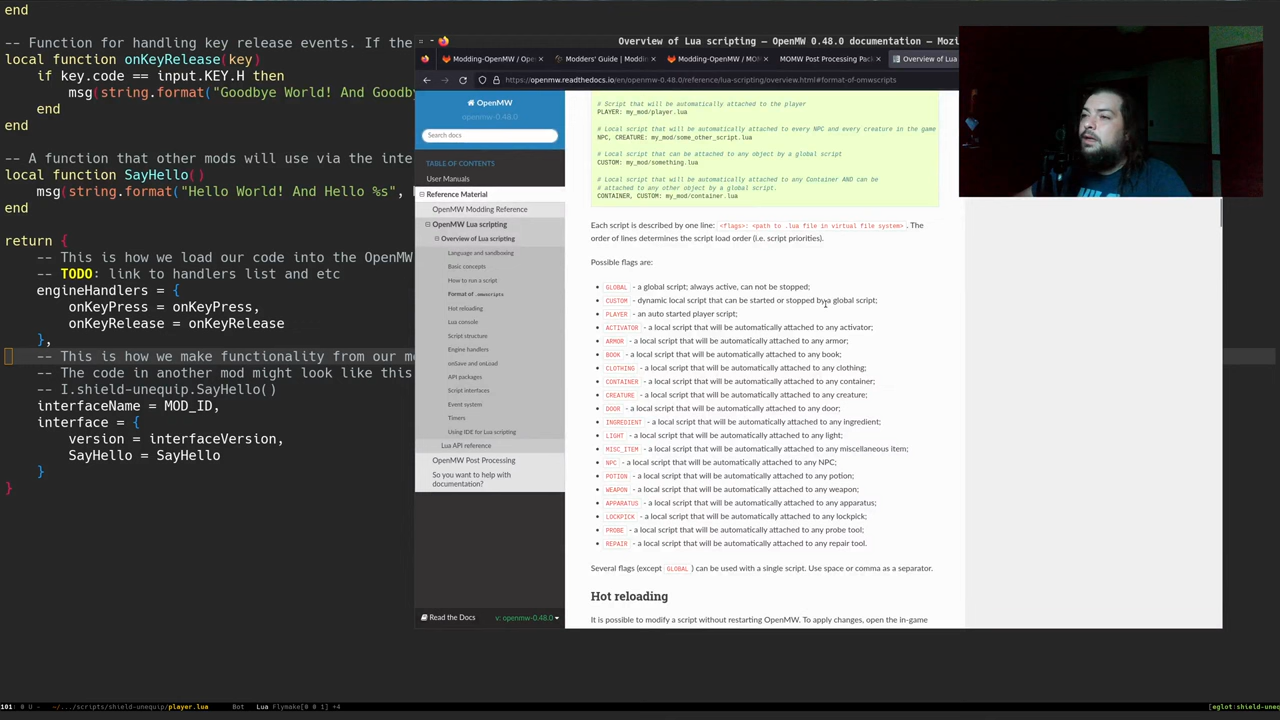 end
-- Function for handling key release events. If the
local function onKeyRelease(key)
if key.code == input.KEY.H then
msg(string.format("Goodbye World! And Goodb
end
end
-- A function that other mods will use via the inte
local function SayHello()
msg(string.format("Hello World! And Hello %s",
end
return {
-- This is how we load our code into the OpenMW
-- TODO: link to handlers list and etc
engineHandlers = {
onKeyPress = onKeyPress,
onKeyRelease = onKeyRelease
},
-- This is how we make functionality from our m
-- The code in another mod might look like this
-- I.shield-unequip.sayHello()
interfaceName = MOD_ID,
interface = {
version = interfaceVersion,
SayHello = SayHello
}
}
Overview of Lua scripting — OpenMW 0.48.0 documentation — Mozi
Modding-OpenMW / Open
Modders' Guide | Moddin
Modding-OpenMW / MO
MOMW Post Processing Pac
Overview of Lua
https://openmw.readthedocs.io/en/openmw-0.48.0/reference/lua-scripting/overview.html#format-of-omwscripts
OpenMW
openmw-0.48.0
Search docs
TABLE OF CONTENTS
User Manuals
Reference Material
OpenMW Modding Reference
OpenMW Lua scripting
Overview of Lua scripting
Language and sandboxing
Basic concepts
How to run a script
Format of .omwscripts
Hot reloading
Lua console
Script structure
Engine handlers
onSave and onLoad
API packages
Script interfaces
Event system
Timers
Using IDE for Lua scripting
Lua API reference
OpenMW Post Processing
So you want to help with
documentation?
Read the Docs
v: openmw-0.48.0
# Script that will be automatically attached to the player
PLAYER: my_mod/player.lua
# Local script that will be automatically attached to every NPC and every creature in the game
NPC, CREATURE: my_mod/some_other_script.lua
# Local script that can be attached to any object by a global script
CUSTOM: my_mod/something.lua
# Local script that will be automatically attached to any Container AND can be
# attached to any other object by a global script.
CONTAINER, CUSTOM: my_mod/container.lua
Each script is described by one line: <flags>: <path to .lua file in virtual file system>. The
order of lines determines the script load order (i.e. script priorities).
Possible flags are:
GLOBAL - a global script; always active, can not be stopped;
CUSTOM - dynamic local script that can be started or stopped by a global script;
PLAYER - an auto started player script;
ACTIVATOR - a local script that will be automatically attached to any activator;
ARMOR - a local script that will be automatically attached to any armor;
BOOK - a local script that will be automatically attached to any book;
CLOTHING - a local script that will be automatically attached to any clothing;
CONTAINER - a local script that will be automatically attached to any container;
CREATURE - a local script that will be automatically attached to any creature;
DOOR - a local script that will be automatically attached to any door;
INGREDIENT - a local script that will be automatically attached to any ingredient;
LIGHT - a local script that will be automatically attached to any light;
MISC_ITEM - a local script that will be automatically attached to any miscellaneous item;
NPC - a local script that will be automatically attached to any NPC;
POTION - a local script that will be automatically attached to any potion;
WEAPON - a local script that will be automatically attached to any weapon;
APPARATUS - a local script that will be automatically attached to any apparatus;
LOCKPICK - a local script that will be automatically attached to any lockpick;
PROBE - a local script that will be automatically attached to any probe tool;
REPAIR - a local script that will be automatically attached to any repair tool.
Several flags (except GLOBAL) can be used with a single script. Use space or comma as a separator.
Hot reloading
It is possible to modify a script without restarting OpenMW. To apply changes, open the in-game
101: 0 U - ~/.../scripts/shield-unequip/player.lua Bot Lua Flymake[0 0 1] +4 [eglot:shield-uneq